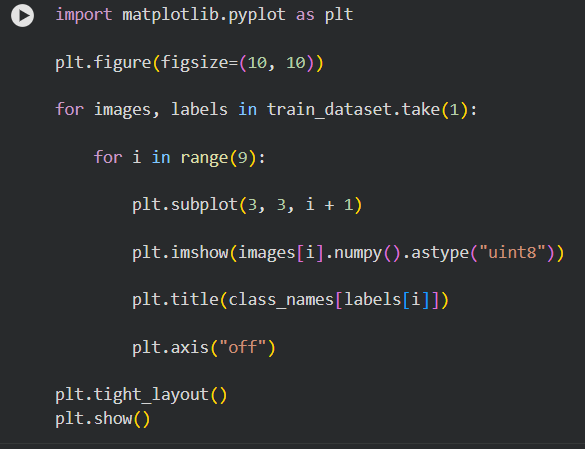 import matplotlib.pyplot as plt
plt.figure(figsize=(10, 10))
for images, labels in train_dataset.take(1):
    for i in range(9):
        plt.subplot(3, 3, i + 1)
        plt.imshow(images[i].numpy().astype("uint8"))
        plt.title(class_names[labels[i]])
        plt.axis("off")
plt.tight_layout()
plt.show()